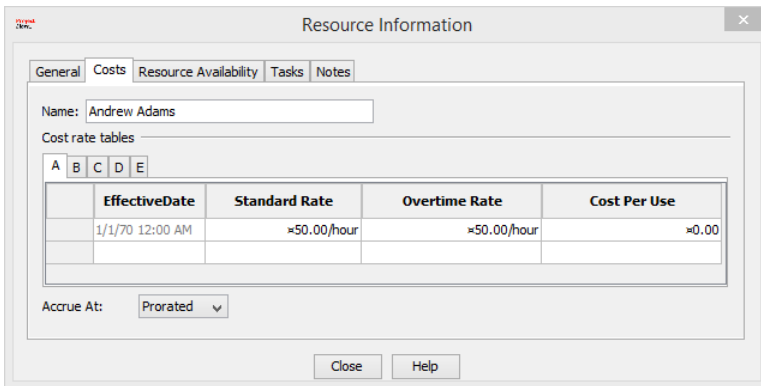 Resource Information
General Costs Resource Availability Tasks Notes
Name: Andrew Adams
Cost rate tables
A B C D E
EffectiveDate Standard Rate Overtime Rate Cost Per Use
1/1/70 12:00 AM ¤50.00/hour ¤50.00/hour ¤0.00
Accrue At: Prorated
Close Help